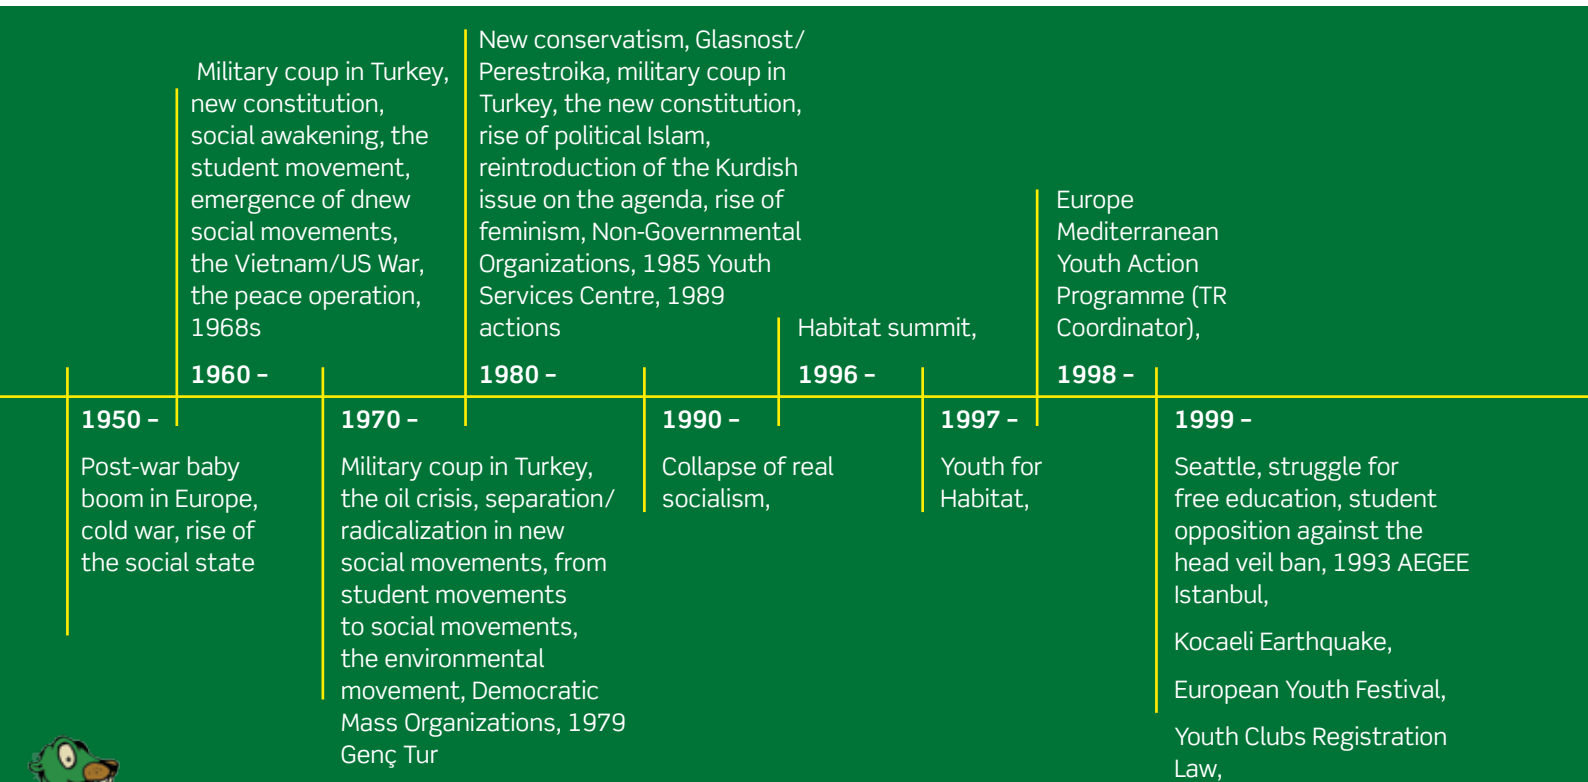 Military coup in Turkey,
new constitution,
social awakening, the
student movement,
emergence of dnew
social movements,
the Vietnam/US War,
the peace operation,
1968s
1960 –
New conservatism, Glasnost/
Perestroika, military coup in
Turkey, the new constitution,
rise of political Islam,
reintroduction of the Kurdish
issue on the agenda, rise of
feminism, Non-Governmental
Organizations, 1985 Youth
Services Centre, 1989
actions
1980 –
Habitat summit,
1996 –
Europe
Mediterranean
Youth Action
Programme (TR
Coordinator),
1998 –
1950 –
Post-war baby
boom in Europe,
cold war, rise of
the social state
1970 –
Military coup in Turkey,
the oil crisis, separation/
radicalization in new
social movements, from
student movements
to social movements,
the environmental
movement, Democratic
Mass Organizations, 1979
Genç Tur
1990 –
Collapse of real
socialism,
1997 –
Youth for
Habitat,
1999 –
Seattle, struggle for
free education, student
opposition against the
head veil ban, 1993 AEGEE
Istanbul,
Kocaeli Earthquake,
European Youth Festival,
Youth Clubs Registration
Law,